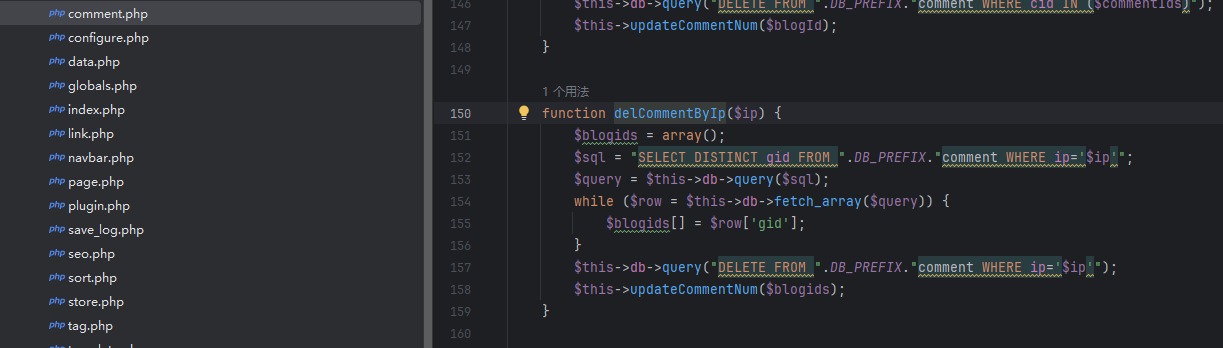 php comment.php
php configure.php
php data.php
php globals.php
php index.php
php link.php
php navbar.php
php page.php
php plugin.php
php save_log.php
php seo.php
php sort.php
php store.php
php tag.php
146 $this->db->query("DELETE FROM ".DB_PREFIX."comment WHERE cid IN ($commentIds)");
147 $this->updateCommentNum($blogId);
148 }
149
1 个用法
150 function delCommentByIp($ip) {
151 $blogids = array();
152 $sql = "SELECT DISTINCT gid FROM ".DB_PREFIX."comment WHERE ip='$ip'";
153 $query = $this->db->query($sql);
154 while ($row = $this->db->fetch_array($query)) {
155 $blogids[] = $row['gid'];
156 }
157 $this->db->query("DELETE FROM ".DB_PREFIX."comment WHERE ip='$ip'");
158 $this->updateCommentNum($blogids);
159 }
160